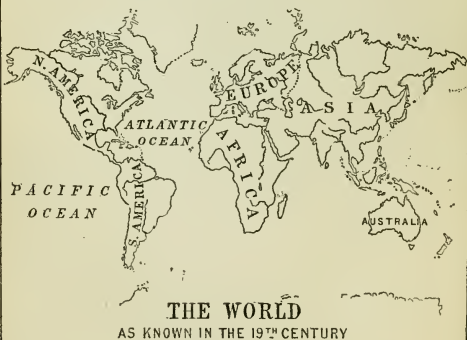 N. AMERICA
EUROPE
ASIA
ATLANTIC
OCEAN
AFRICA
PACIFIC
OCEAN
S. AMERICA
AUSTRALIA
THE WORLD
AS KNOWN IN THE 19TH CENTURY